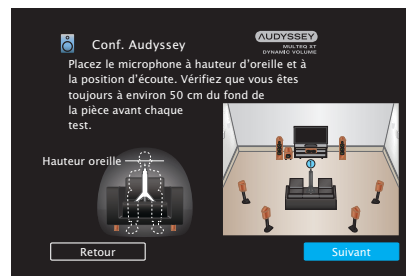 Conf. Audyssey
AUDYSSEY
MULTEQ XT
DYNAMIC VOLUME
Placez le microphone à hauteur d'oreille et à
la position d'écoute. Vérifiez que vous êtes
toujours à environ 50 cm du fond de
la pièce avant chaque
test.
Hauteur oreille
Retour
Suivant